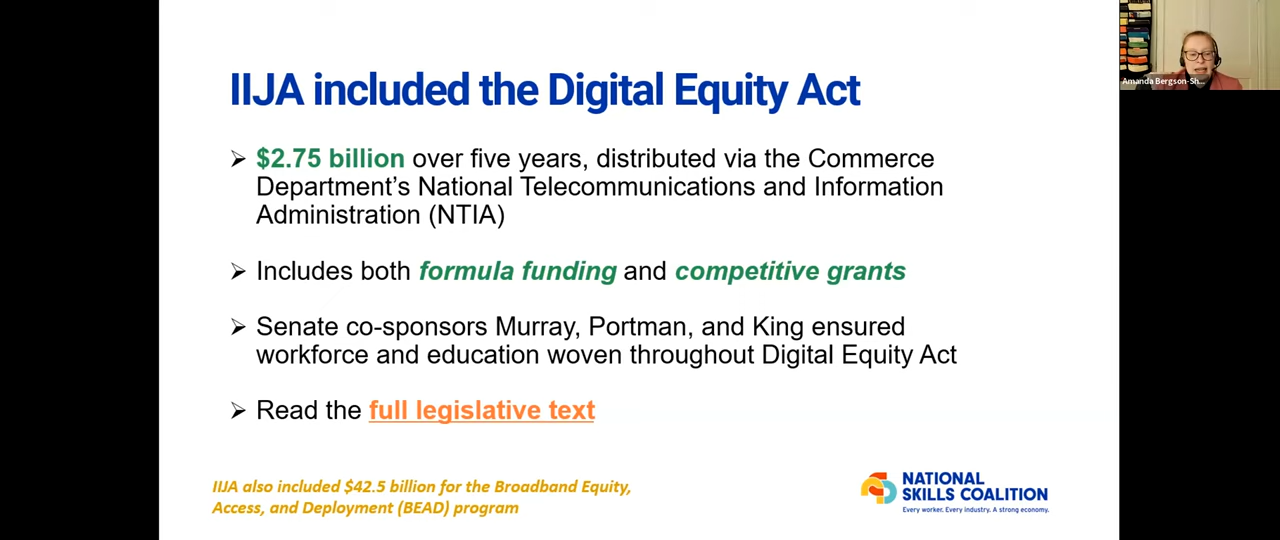 IIJA included the Digital Equity Act
➢ $2.75 billion over five years, distributed via the Commerce
Department’s National Telecommunications and Information
Administration (NTIA)
➢ Includes both formula funding and competitive grants
➢ Senate co-sponsors Murray, Portman, and King ensured
workforce and education woven throughout Digital Equity Act
➢ Read the full legislative text
IIJA also included $42.5 billion for the Broadband Equity,
Access, and Deployment (BEAD) program
NATIONAL
SKILLS COALITION
Every worker. Every industry. A strong economy.
Amanda Bergson-Sh...